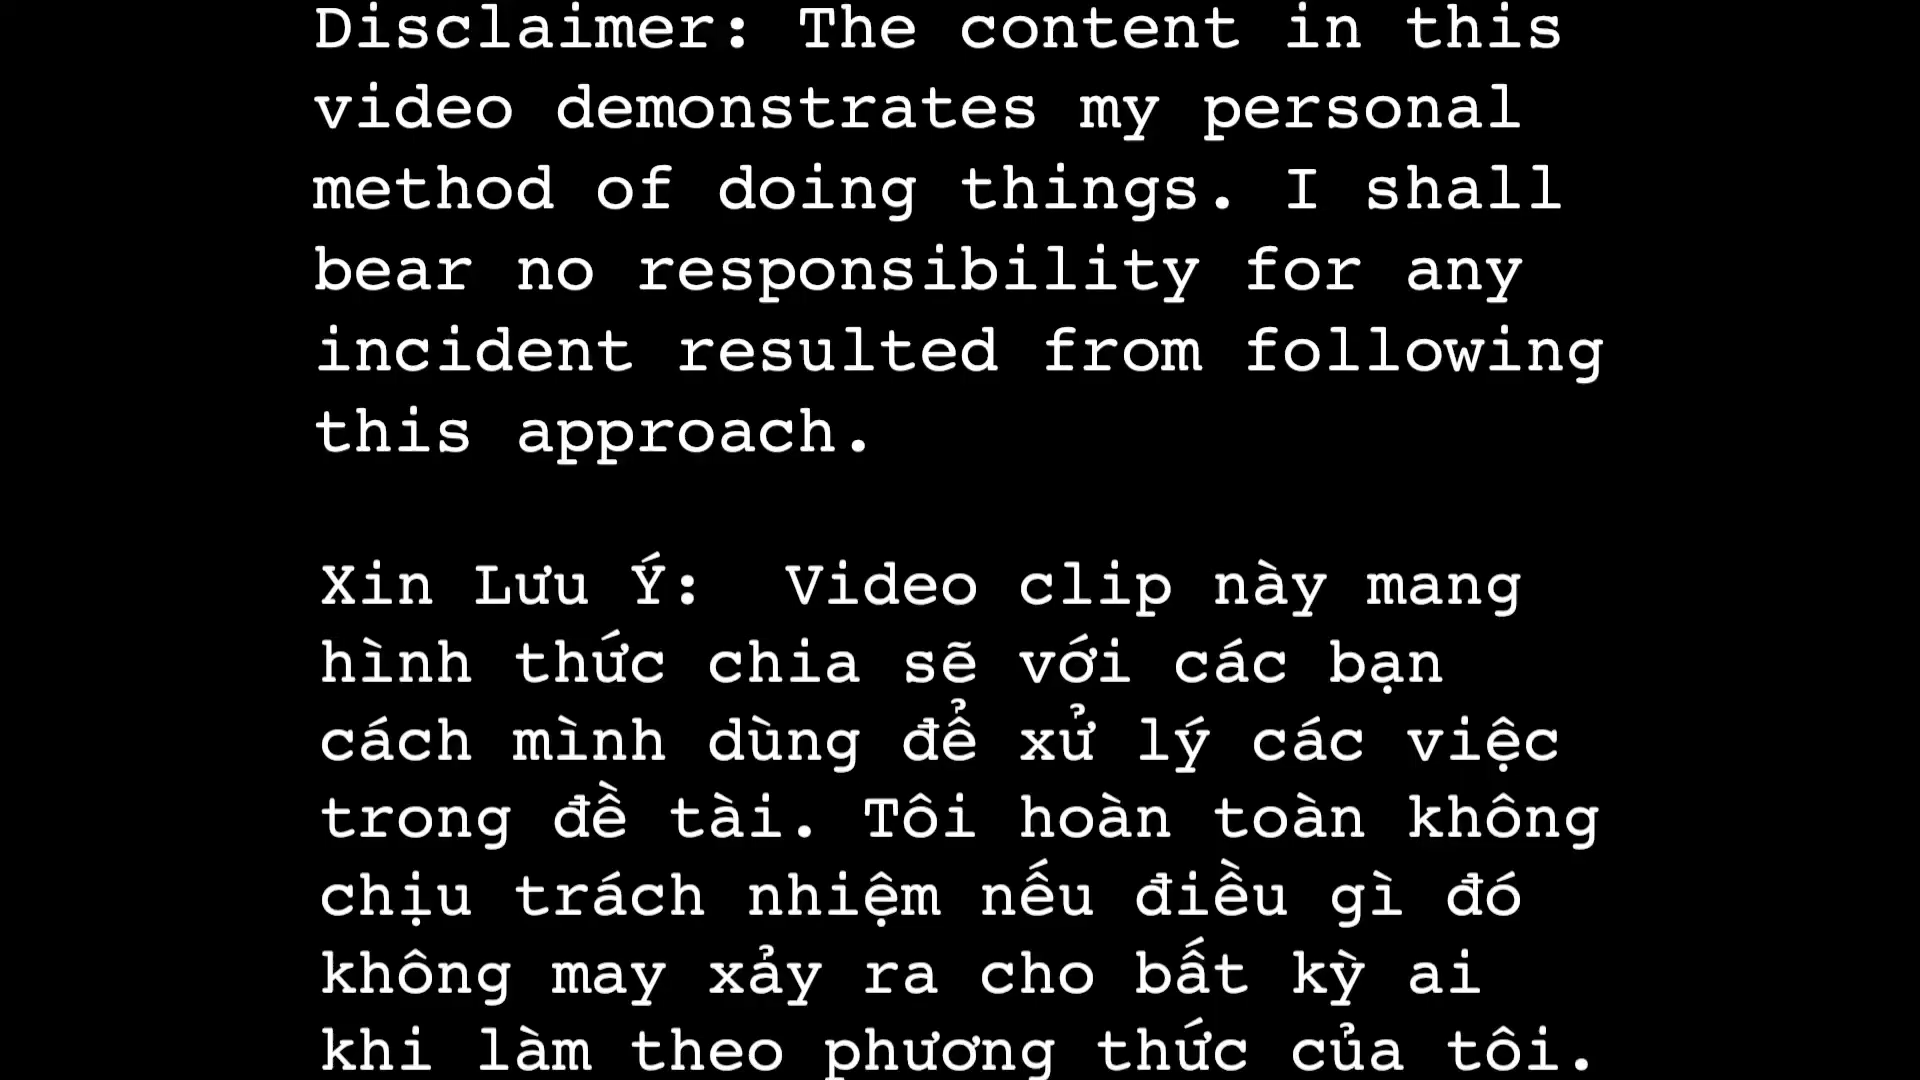 Disclaimer: The content in this
video demonstrates my personal
method of doing things. I shall
bear no responsibility for any
incident resulted from following
this approach.
Xin Lưu Ý: Video clip này mang
hình thức chia sẽ với các bạn
cách mình dùng để xử lý các việc
trong đề tài. Tôi hoàn toàn không
chịu trách nhiệm nếu điều gì đó
không may xảy ra cho bất kỳ ai
khi làm theo phương thức của tôi.